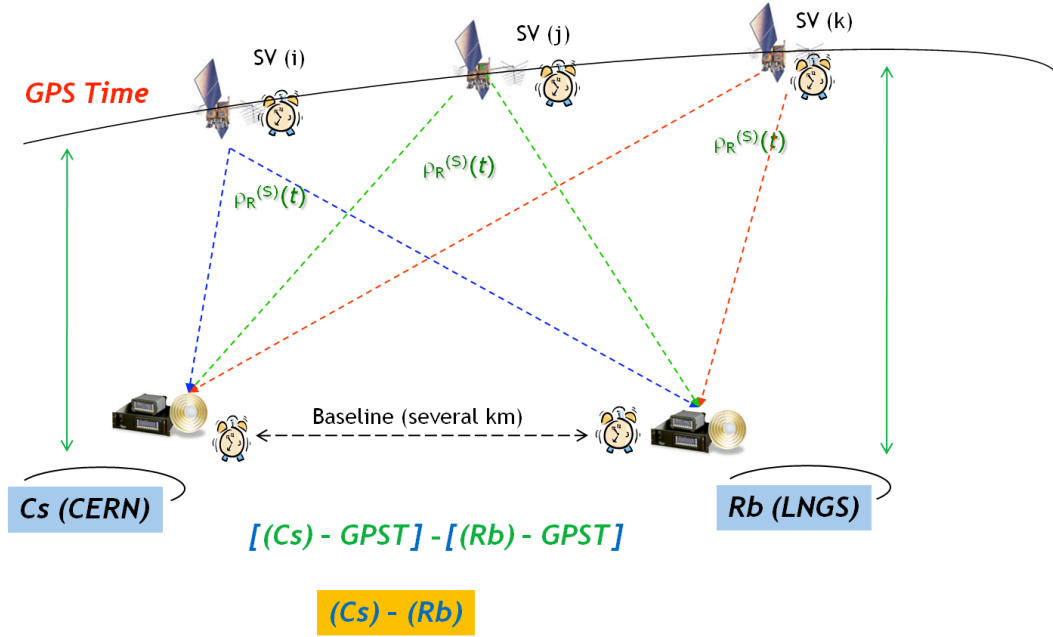 SV (i)
SV (j)
SV (k)
GPS Time
ρR(S)(t)
ρR(S)(t)
ρR(S)(t)
Baseline (several km)
Cs (CERN)
Rb (LNGS)
[(Cs) – GPST] –[(Rb) – GPST]
(Cs) – (Rb)